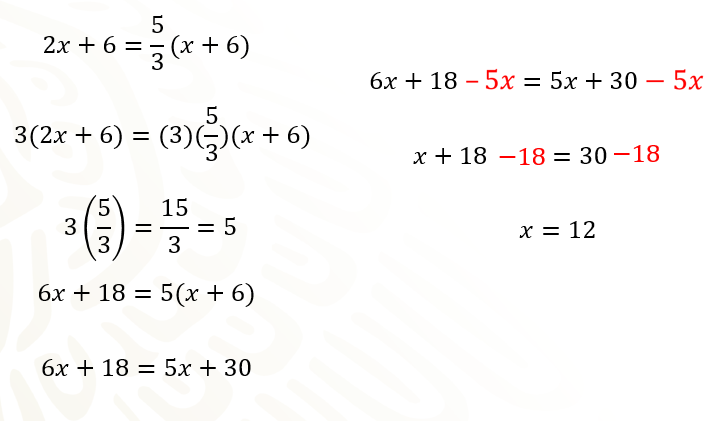 2x + 6 = 5/3 (x + 6)
3(2x + 6) = (3)(5/3)(x + 6)
3(5/3) = 15/3 = 5
6x + 18 = 5(x + 6)
6x + 18 = 5x + 30
6x + 18 − 5x = 5x + 30 − 5x
x + 18 −18 = 30 −18
x = 12